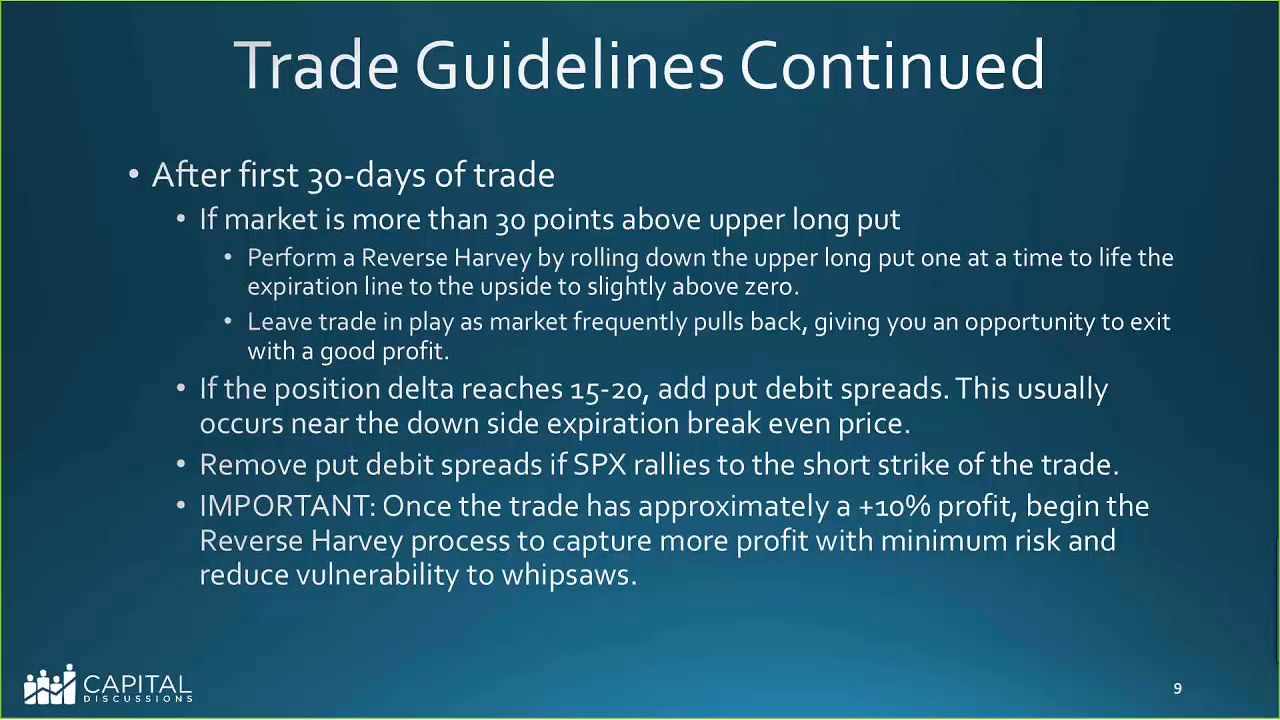 Trade Guidelines Continued
• After first 30-days of trade
• If market is more than 30 points above upper long put
• Perform a Reverse Harvey by rolling down the upper long put one at a time to life the
expiration line to the upside to slightly above zero.
• Leave trade in play as market frequently pulls back, giving you an opportunity to exit
with a good profit.
• If the position delta reaches 15-20, add put debit spreads. This usually
occurs near the down side expiration break even price.
• Remove put debit spreads if SPX rallies to the short strike of the trade.
• IMPORTANT: Once the trade has approximately a +10% profit, begin the
Reverse Harvey process to capture more profit with minimum risk and
reduce vulnerability to whipsaws.
CAPITAL
DISCUSSIONS
9